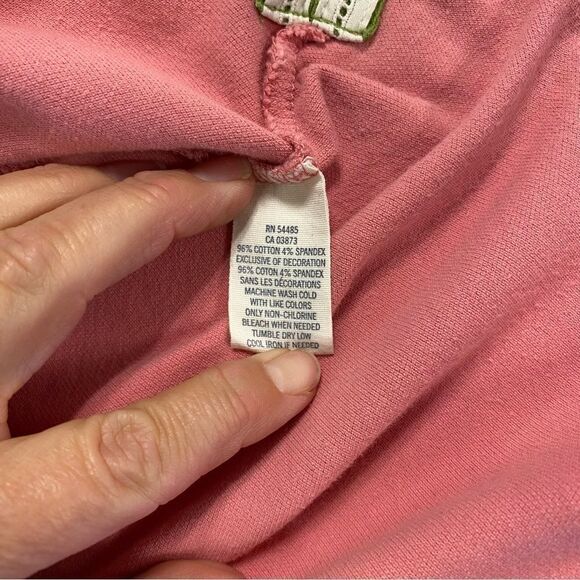 RN 54485
CA 03873
96% COTTON 4% SPANDEX
EXCLUSIVE OF DECORATION
96% COTON 4% SPANDEX
SANS LES DÉCORATIONS
MACHINE WASH COLD
WITH LIKE COLORS
ONLY NON-CHLORINE
BLEACH WHEN NEEDED
TUMBLE DRY LOW
COOL IRON IF NEEDED